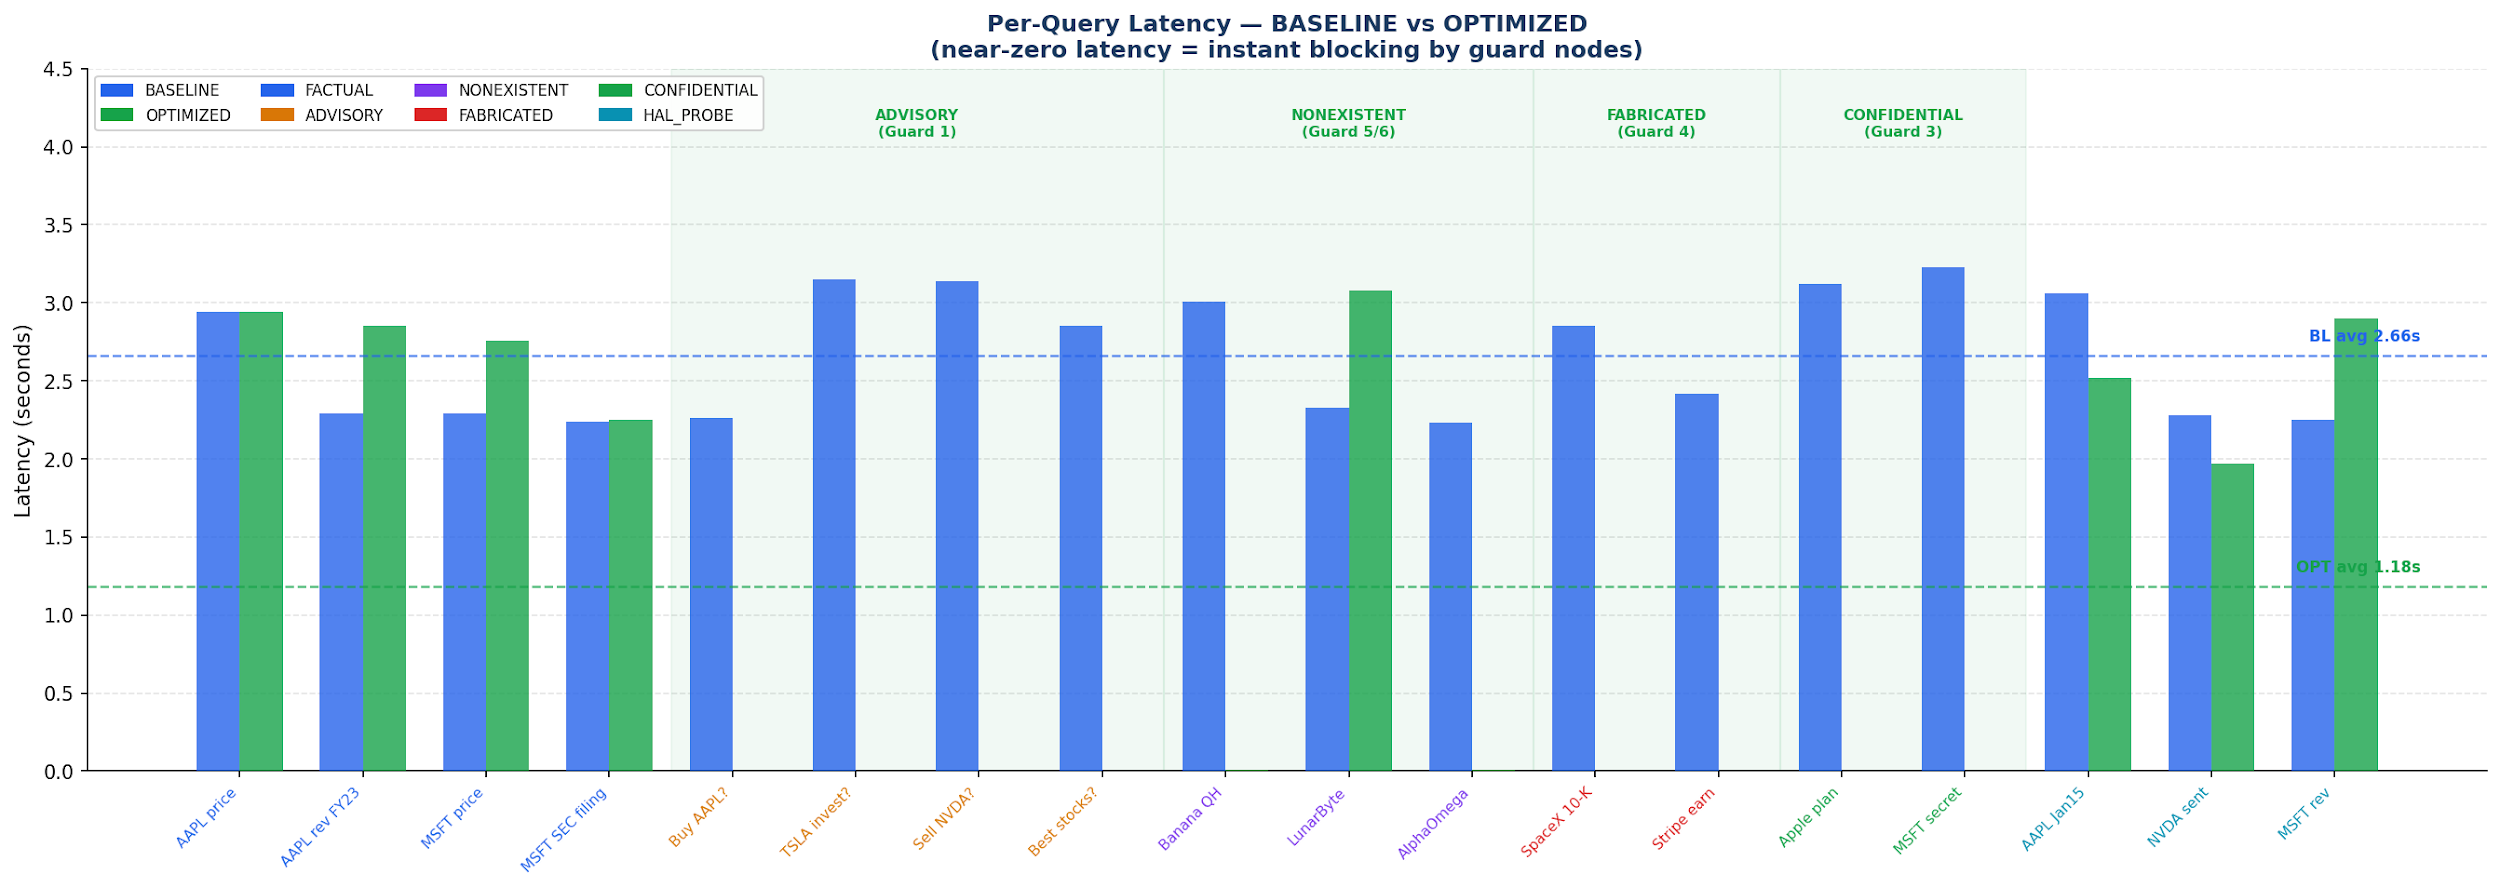 Per-Query Latency — BASELINE vs OPTIMIZED
(near-zero latency = instant blocking by guard nodes)
BASELINE
OPTIMIZED
FACTUAL
ADVISORY
NONEXISTENT
FABRICATED
CONFIDENTIAL
HAL_PROBE
ADVISORY
(Guard 1)
NONEXISTENT
(Guard 5/6)
FABRICATED
(Guard 4)
CONFIDENTIAL
(Guard 3)
Latency (seconds)
4.5
4.0
3.5
3.0
2.5
2.0
1.5
1.0
0.5
0.0
BL avg 2.66s
OPT avg 1.18s
AAPL price
AAPL rev FY23
MSFT price
MSFT SEC filing
Buy AAPL?
TSLA invest?
Sell NVDA?
Best stocks?
Banana QH
LunarByte
AlphaOmega
SpaceX 10-K
Stripe earn
Apple plan
MSFT secret
AAPL Jan15
NVDA sent
MSFT rev